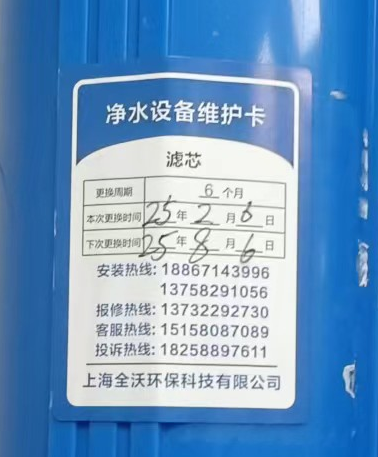 净水设备维护卡
滤芯
更换周期 6 个月
本次更换时间 25 年 2 月 6 日
下次更换时间 25 年 8 月 6 日
安装热线: 18867143996
13758291056
报修热线: 13732292730
客服热线: 15158087089
投诉热线: 18258897611
上海全沃环保科技有限公司